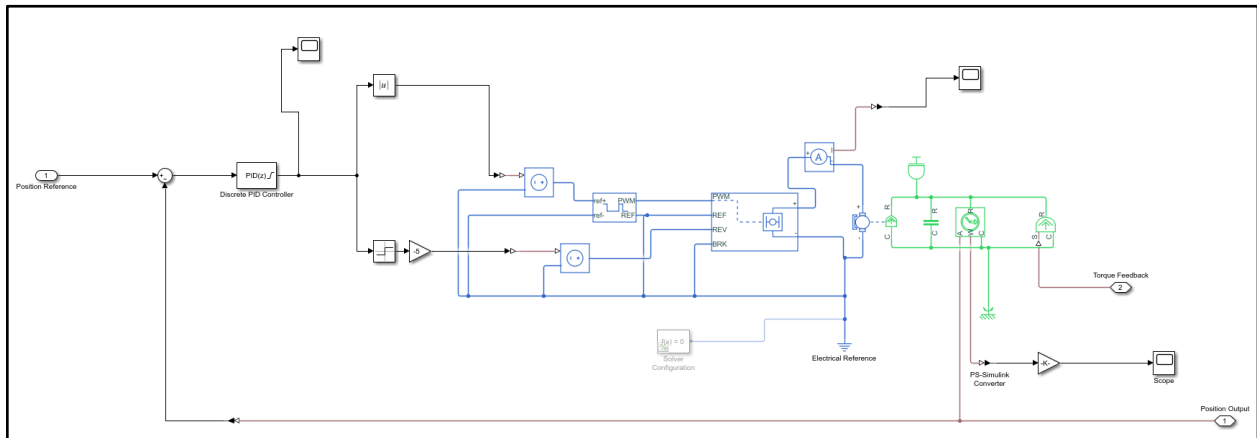 |u|
A
1
Position Reference
+
-
PID(z)
Discrete PID Controller
- +
ref+
ref-
PWM
REF
PWM
REF
REV
BRK
+
-
+
-
+
-5
- +
R
C
R
C
R
A
W
C
R
S
C
Torque Feedback
2
f(x) = 0
Solver
Configuration
Electrical Reference
PS-Simulink
Converter
-K-
Scope
Position Output
1